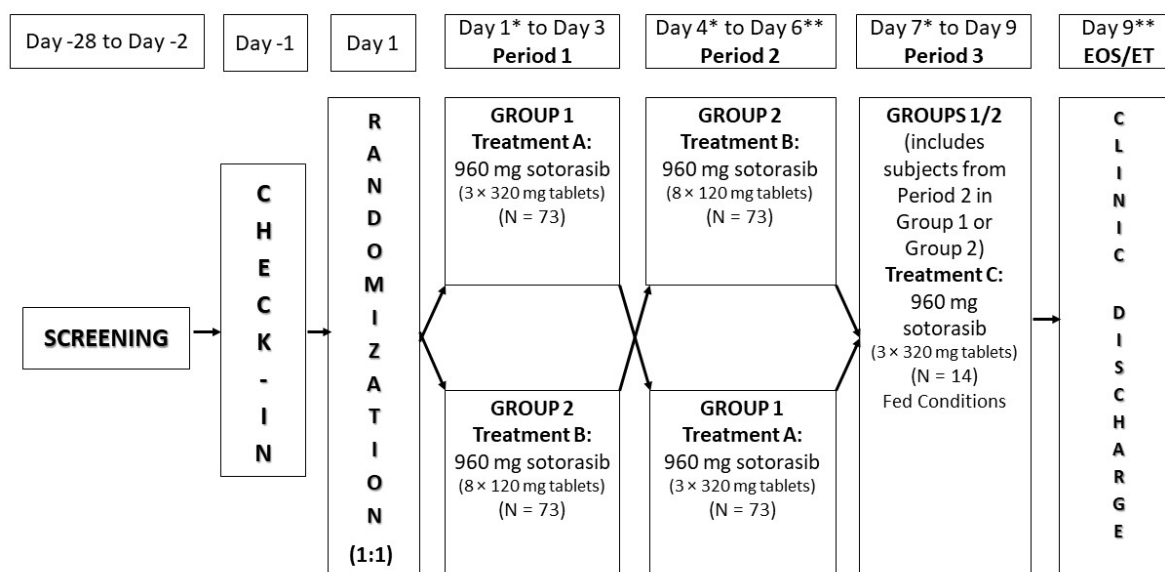 Day -28 to Day -2
Day -1
Day 1
Day 1* to Day 3
Period 1
Day 4* to Day 6**
Period 2
Day 7* to Day 9
Period 3
Day 9**
EOS/ET
SCREENING
CHECK-IN
RANDOMIZATION
(1:1)
GROUP 1
Treatment A:
960 mg sotorasib
(3 × 320 mg tablets)
(N = 73)
GROUP 2
Treatment B:
960 mg sotorasib
(8 × 120 mg tablets)
(N = 73)
GROUP 2
Treatment B:
960 mg sotorasib
(8 × 120 mg tablets)
(N = 73)
GROUP 1
Treatment A:
960 mg sotorasib
(3 × 320 mg tablets)
(N = 73)
GROUPS 1/2
(includes
subjects from
Period 2 in
Group 1 or
Group 2)
Treatment C:
960 mg
sotorasib
(3 × 320 mg tablets)
(N = 14)
Fed Conditions
CLINIC DISCHARGE